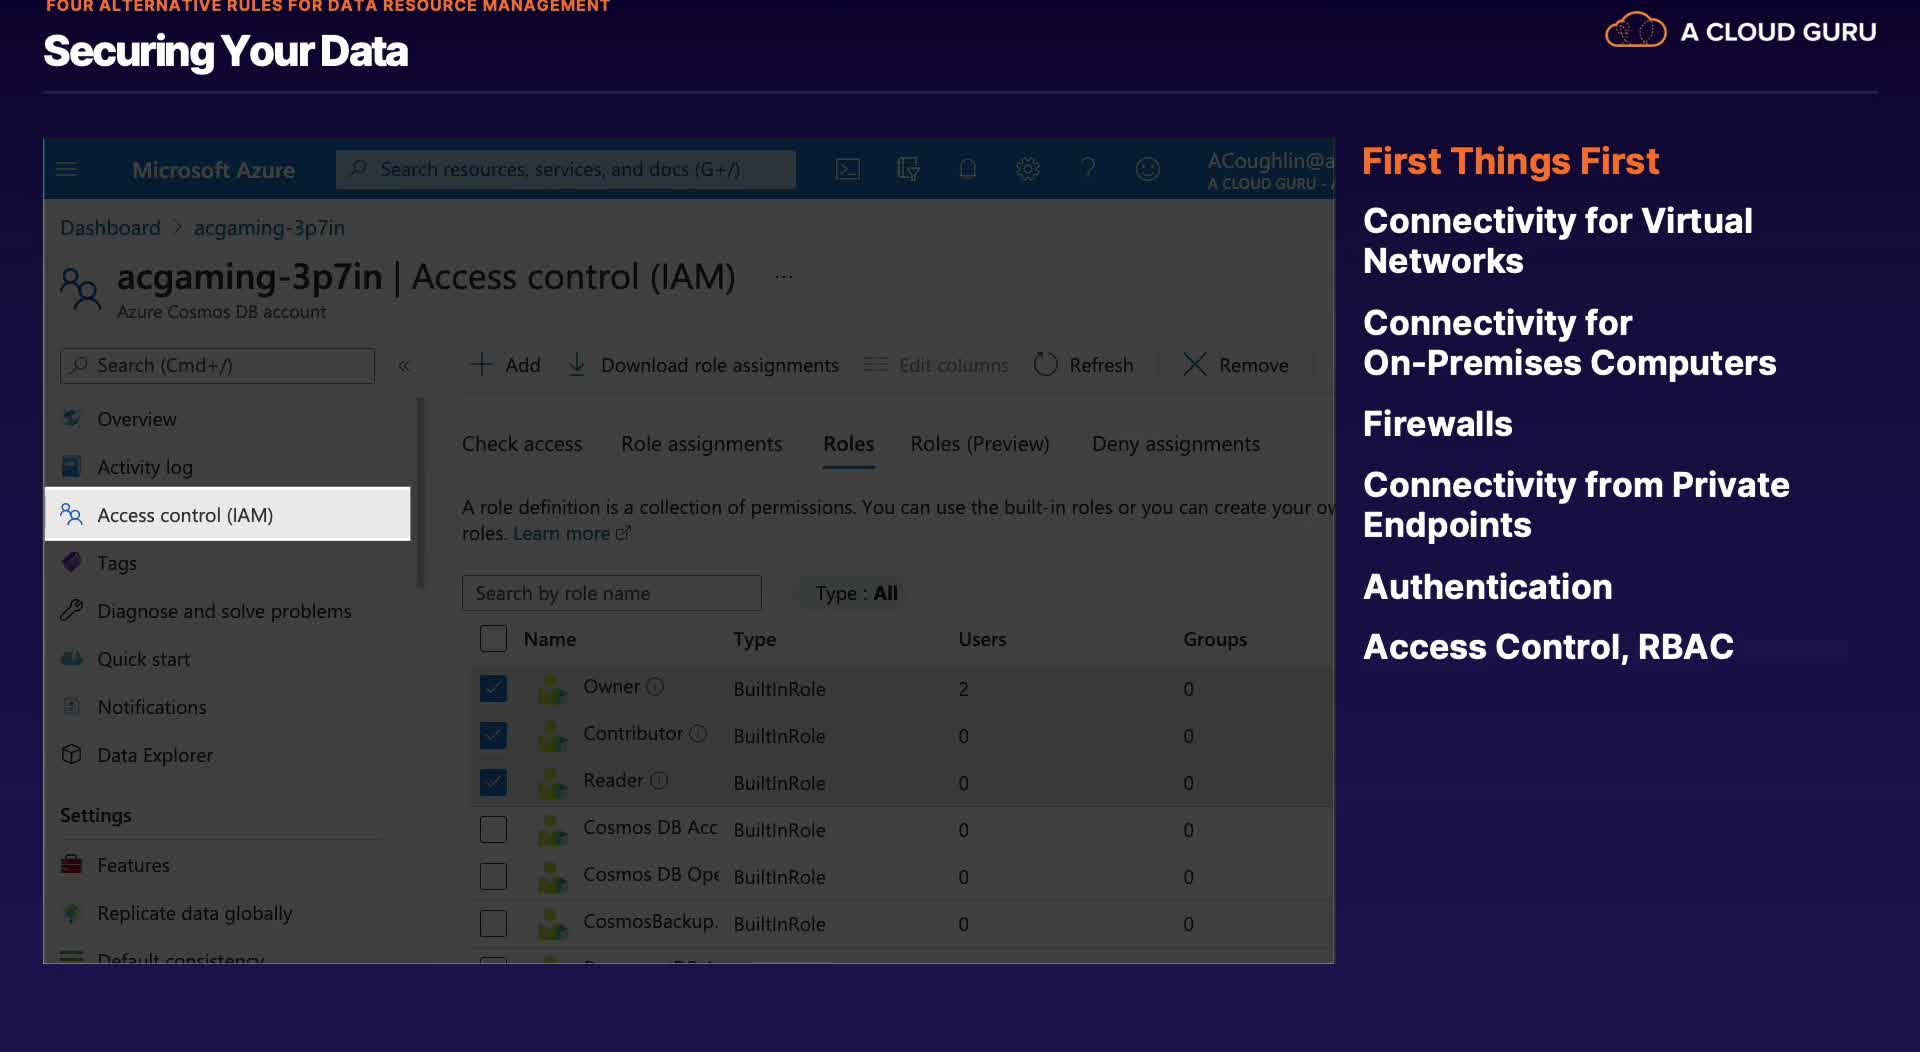 FOUR ALTERNATIVE RULES FOR DATA RESOURCE MANAGEMENT
Securing Your Data
A CLOUD GURU
Microsoft Azure
Search resources, services, and docs (G+/)
ACoughlin@a
A CLOUD GURU -
Dashboard > acgaming-3p7in
acgaming-3p7in | Access control (IAM) ...
Azure Cosmos DB account
Search (Cmd+/)
«
Add
Download role assignments
Edit columns
Refresh
Remove
Overview
Activity log
Access control (IAM)
Tags
Diagnose and solve problems
Quick start
Notifications
Data Explorer
Settings
Features
Replicate data globally
Default consistency
Check access
Role assignments
Roles
Roles (Preview)
Deny assignments
A role definition is a collection of permissions. You can use the built-in roles or you can create your ow
roles. Learn more
Search by role name
Type : All
Name Type Users Groups
Owner BuiltInRole 2 0
Contributor BuiltInRole 0 0
Reader BuiltInRole 0 0
Cosmos DB Acc BuiltInRole 0 0
Cosmos DB Ope BuiltInRole 0 0
CosmosBackup. BuiltInRole 0 0
First Things First
Connectivity for Virtual
Networks
Connectivity for
On-Premises Computers
Firewalls
Connectivity from Private
Endpoints
Authentication
Access Control, RBAC